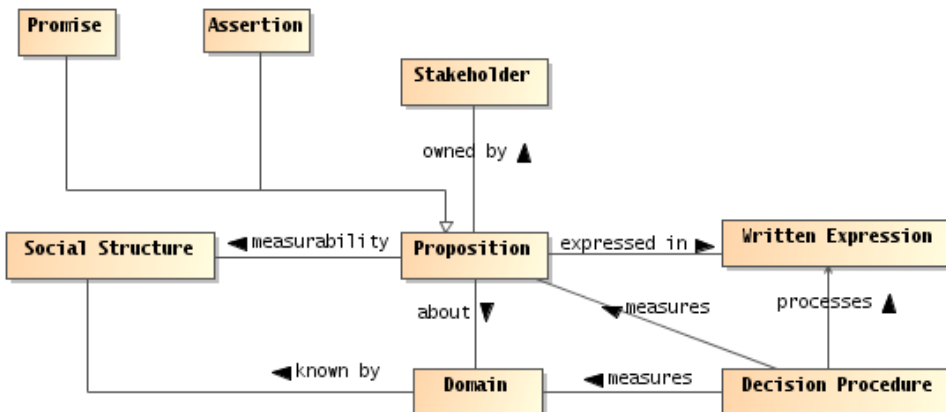 Promise
Assertion
Stakeholder
owned by
Social Structure
measurability
Proposition
expressed in
Written Expression
about
measures
processes
known by
Domain
measures
Decision Procedure